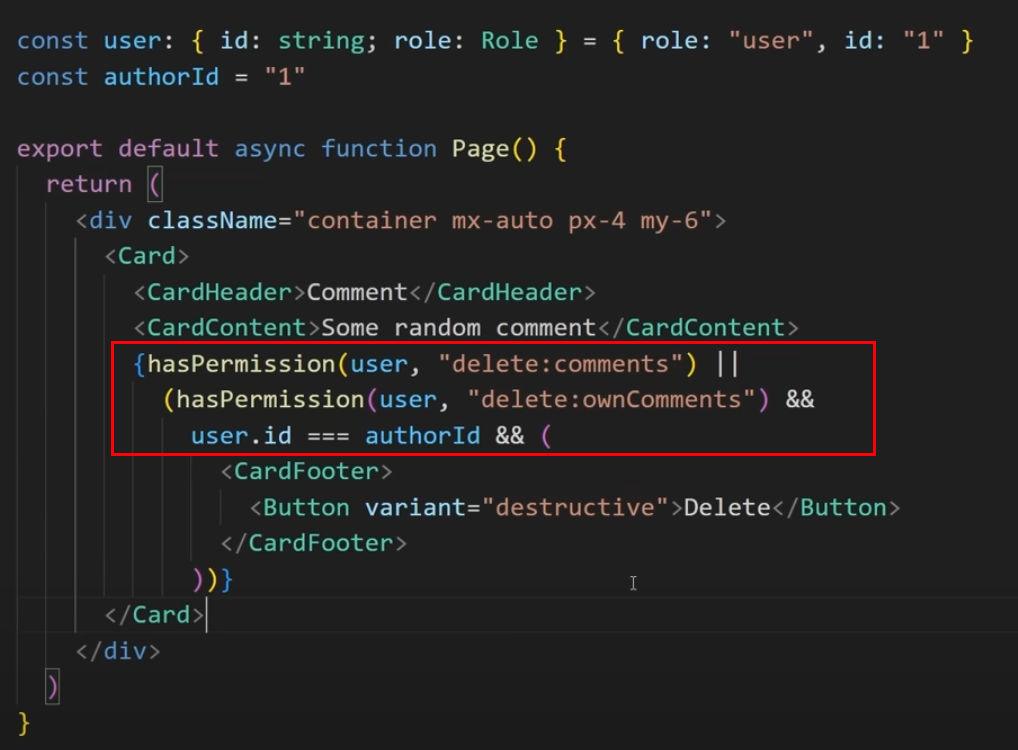 const user: { id: string; role: Role } = { role: "user", id: "1" }
const authorId = "1"
export default async function Page() {
return (
<div className="container mx-auto px-4 my-6">
<Card>
<CardHeader>Comment</CardHeader>
<CardContent>Some random comment</CardContent>
{hasPermission(user, "delete:comments") ||
(hasPermission(user, "delete:ownComments") &&
user.id === authorId && (
<CardFooter>
<Button variant="destructive">Delete</Button>
</CardFooter>
))}
</Card>
</div>
)
}